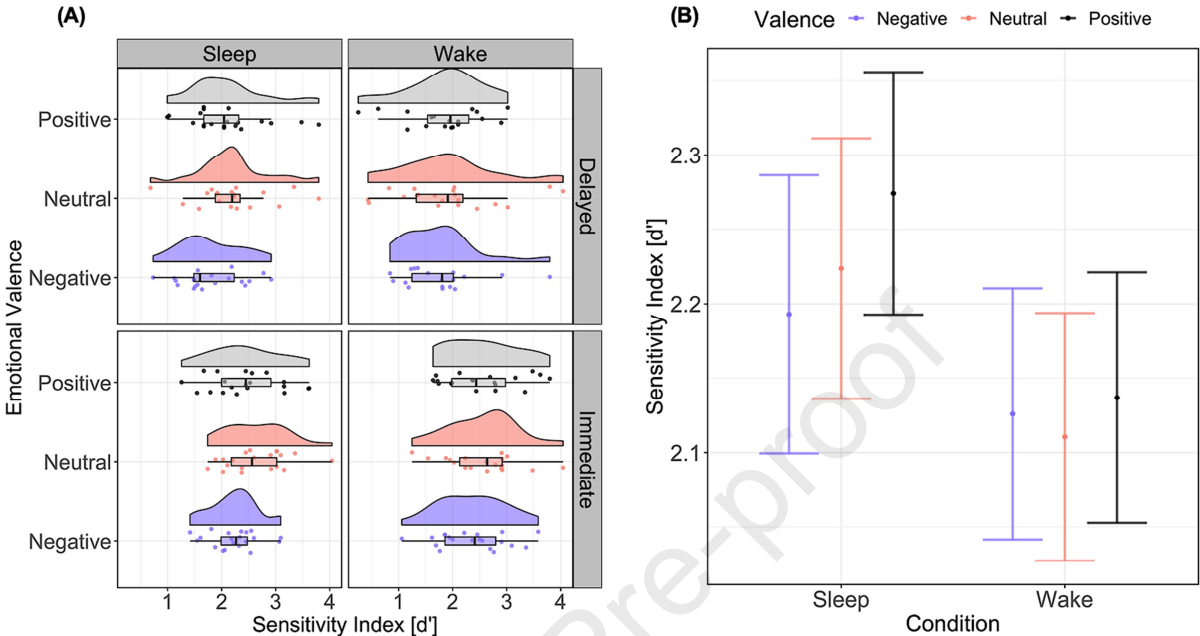 (A)
Sleep
Wake
Positive
Neutral
Negative
Delayed
Positive
Neutral
Negative
Immediate
Emotional Valence
1 2 3 4 1 2 3 4
Sensitivity Index [d']
(B)
Valence Negative Neutral Positive
2.3
2.2
2.1
Sensitivity Index [d']
Sleep Wake
Condition
Pre-proof